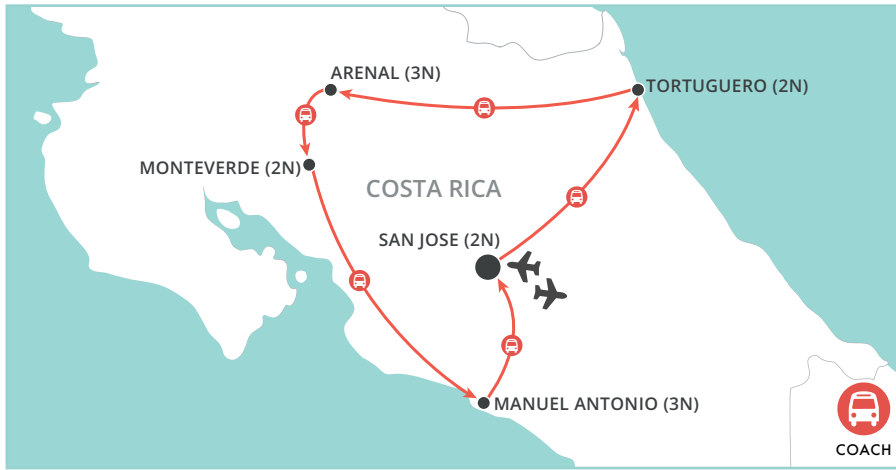 ARENAL (3N)
TORTUGUERO (2N)
MONTEVERDE (2N)
COSTA RICA
SAN JOSE (2N)
MANUEL ANTONIO (3N)
COACH